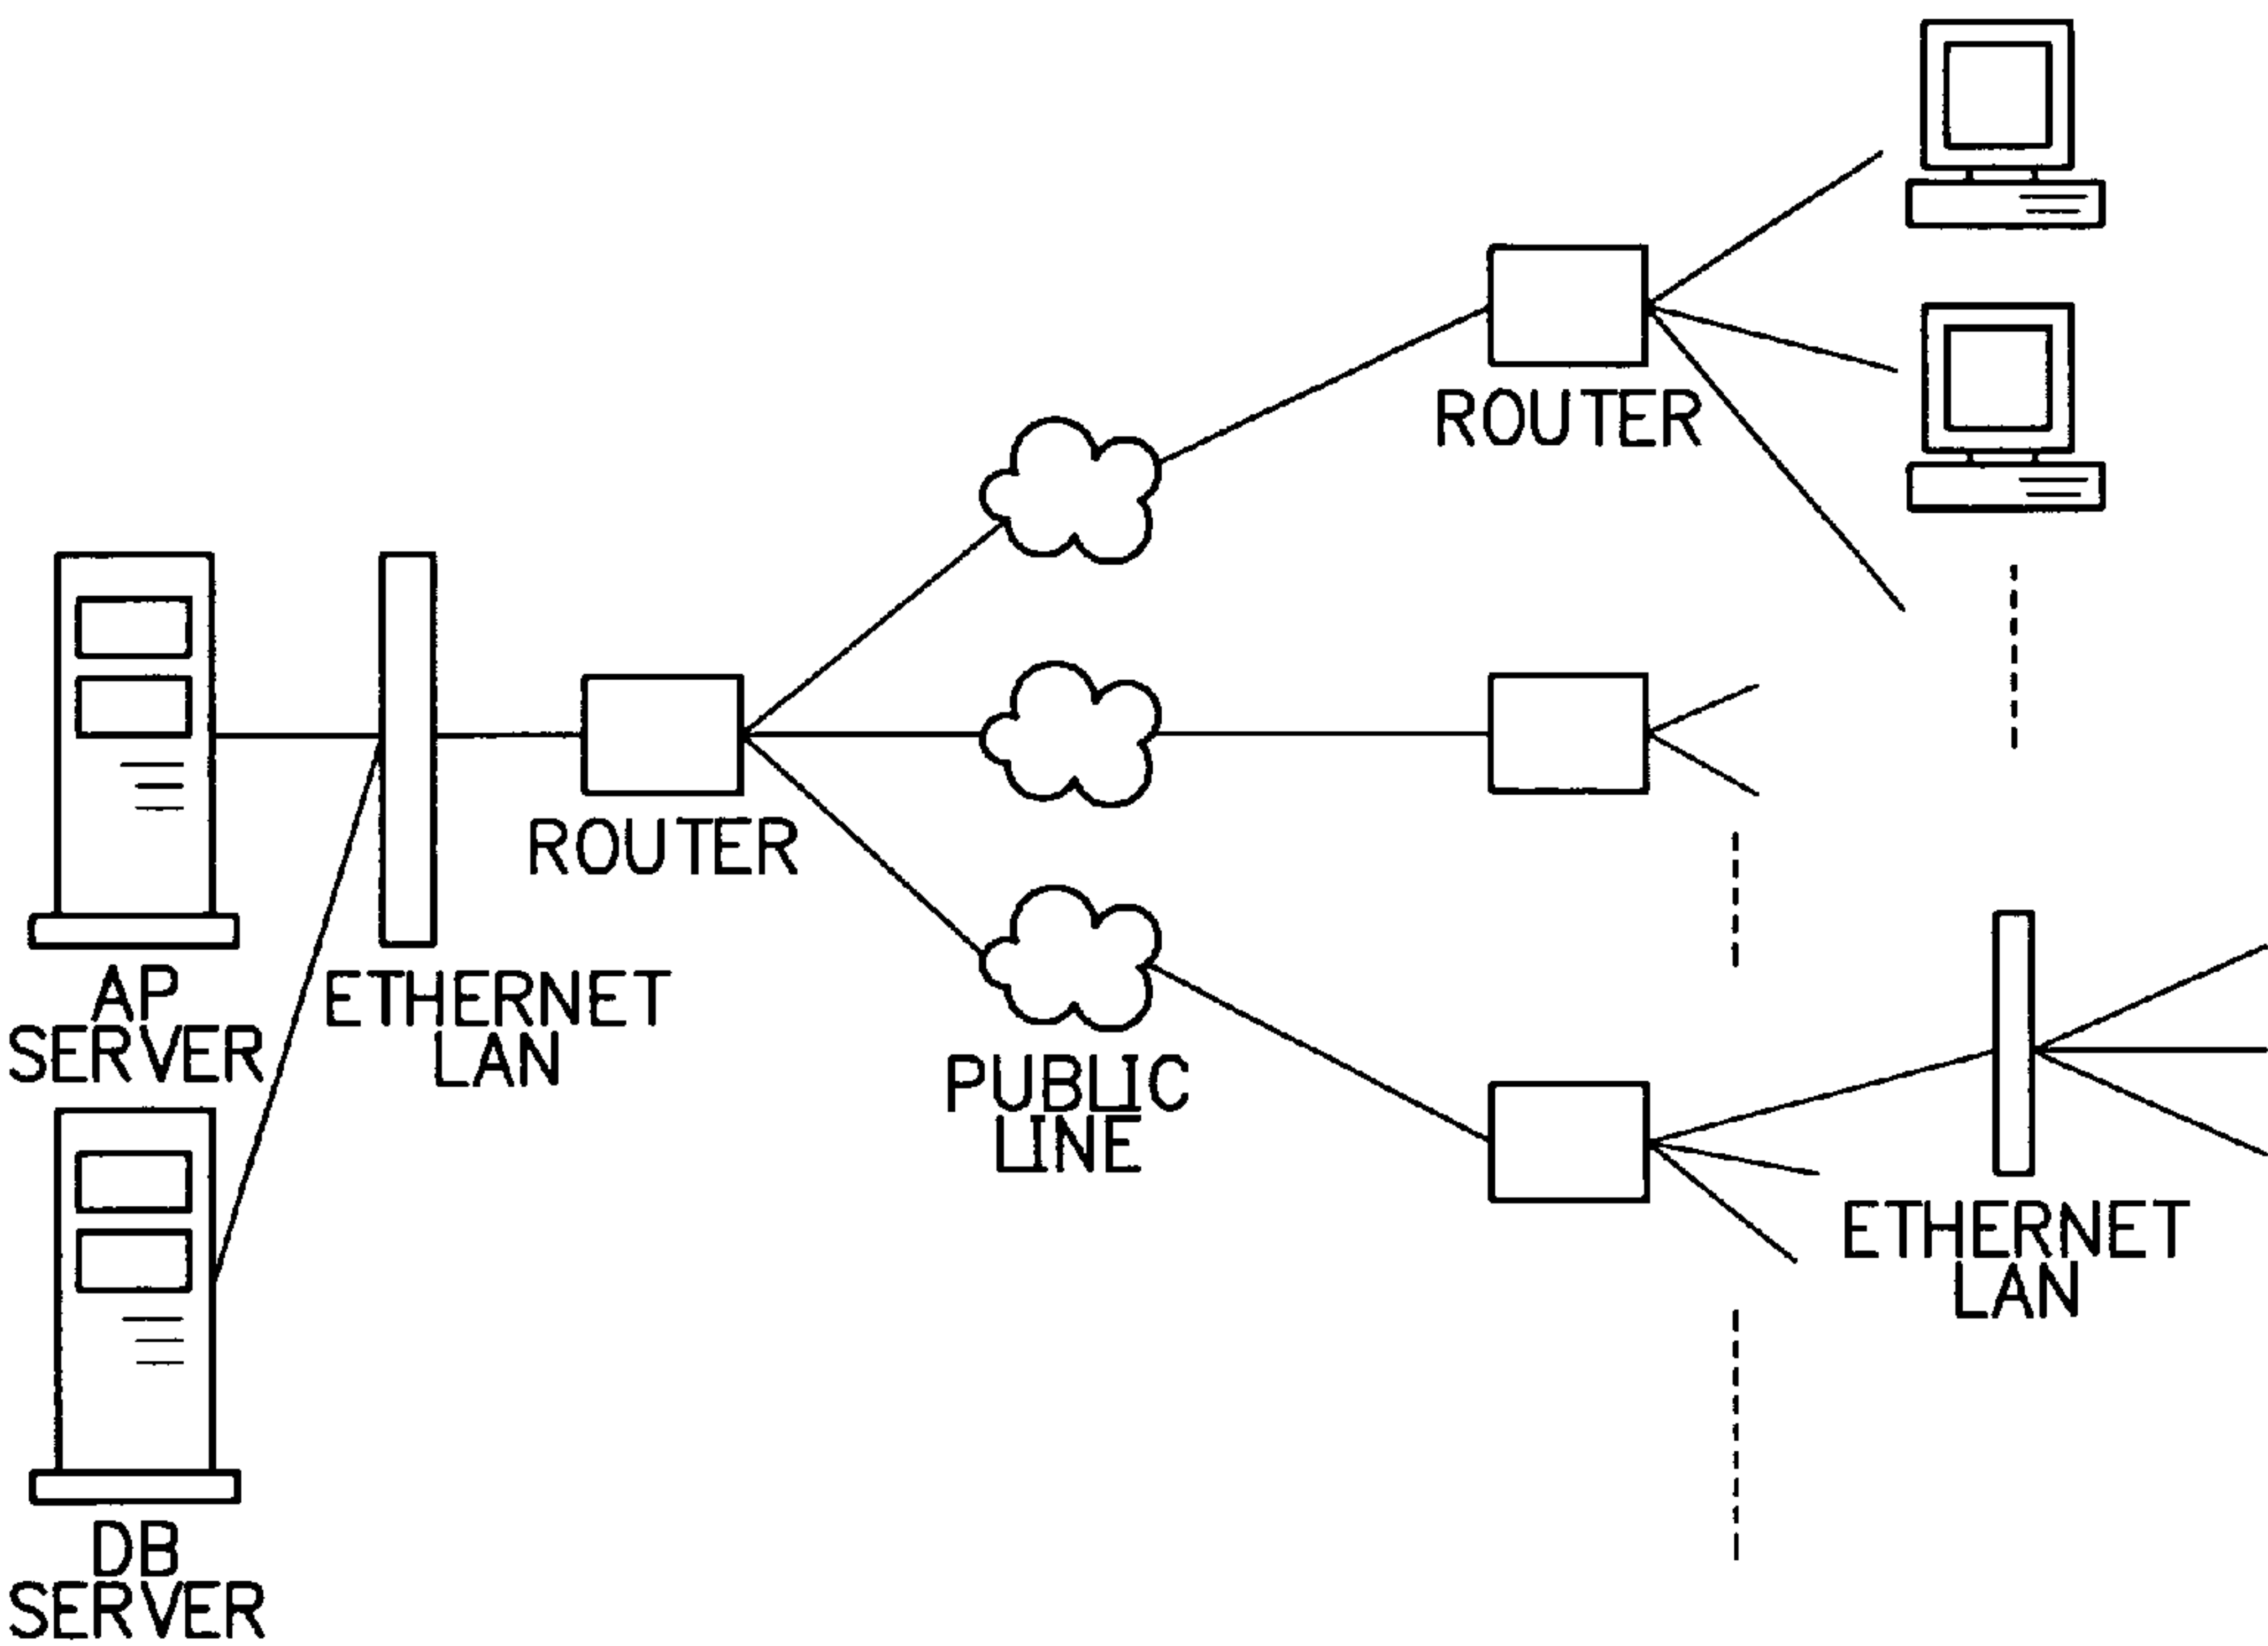 ROUTER
ROUTER
AP
SERVER
ETHERNET
LAN
PUBLIC
LINE
ETHERNET
LAN
DB
SERVER